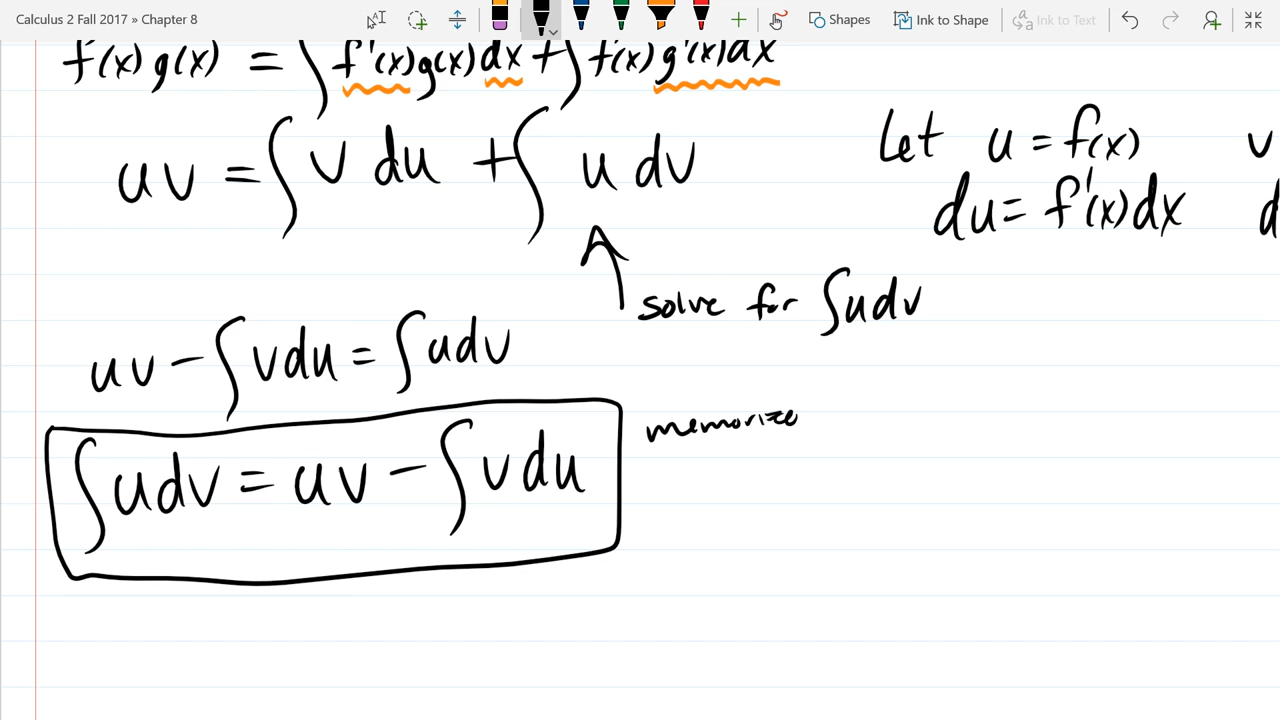 Calculus 2 Fall 2017 » Chapter 8
Shapes
Ink to Shape
Ink to Text
f(x) g(x) = ∫ f'(x)g(x)dx + ∫ f(x)g'(x)dx
uv = ∫ v du + ∫ u dv
Let u = f(x) v
du = f'(x)dx d
solve for ∫udv
uv - ∫vdu = ∫udv
memorize
∫udv = uv - ∫vdu